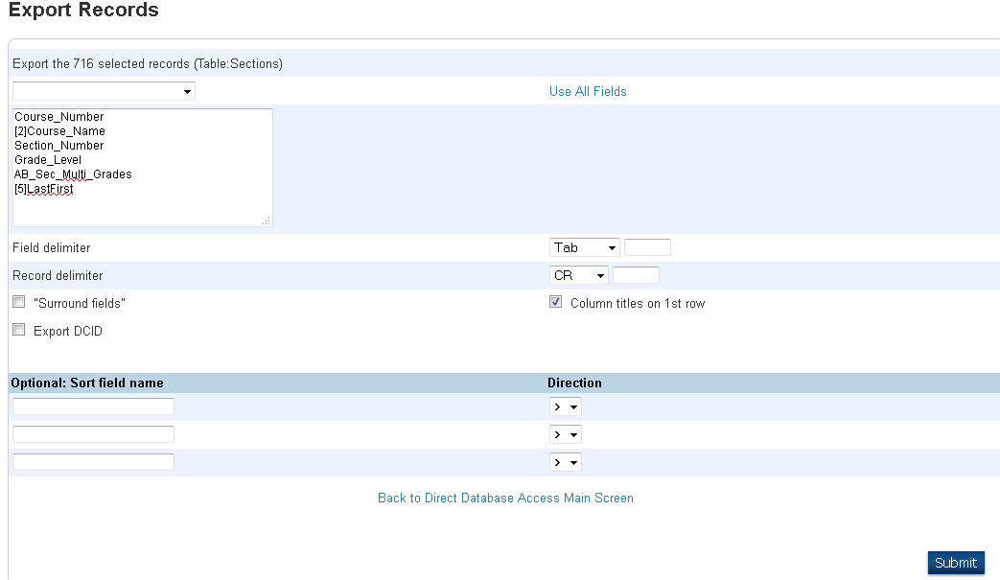 Export Records
Export the 716 selected records (Table:Sections)
Use All Fields
Course_Number
[2]Course_Name
Section_Number
Grade_Level
AB_Sec_Multi_Grades
[5]LastFirst
Field delimiter
Tab
Record delimiter
CR
"Surround fields"
Column titles on 1st row
Export DCID
Optional: Sort field name
Direction
>
>
>
Back to Direct Database Access Main Screen
Submit